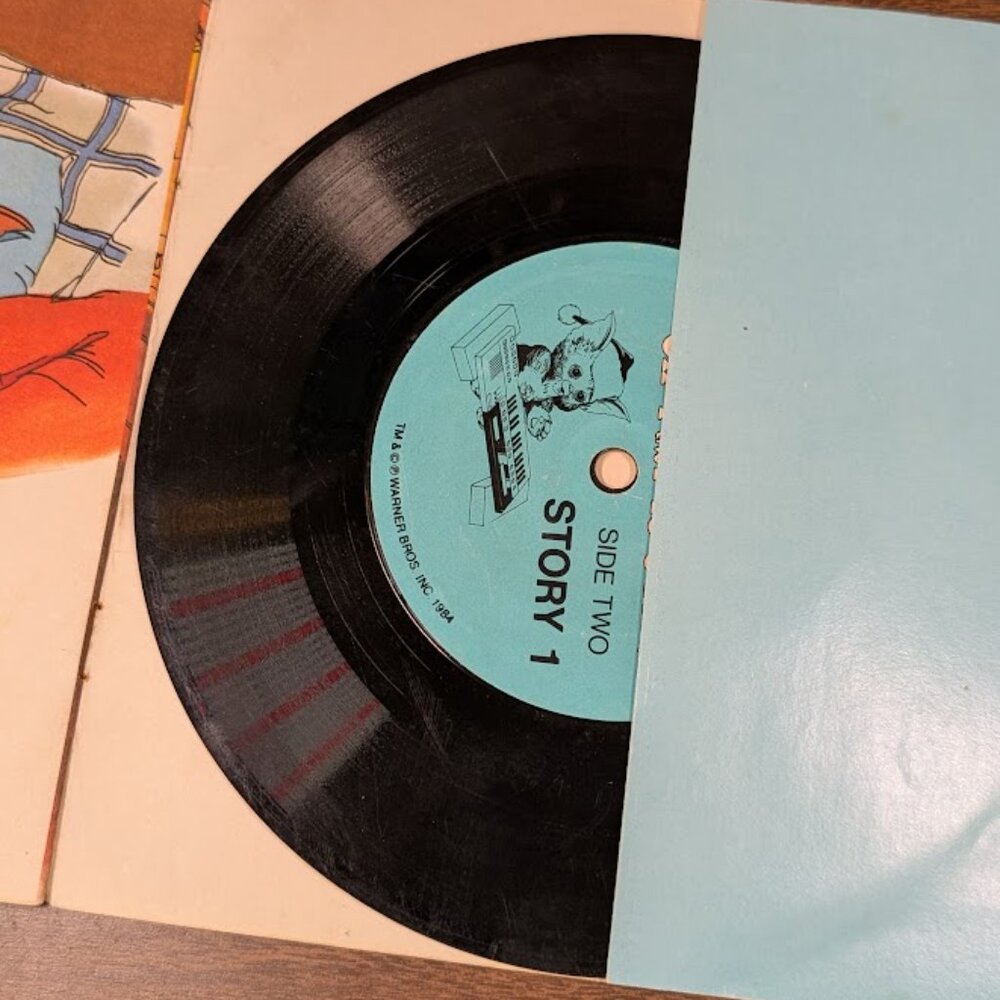 SIDE TWO
STORY 1
TM & © ℗ WARNER BROS. INC. 1984